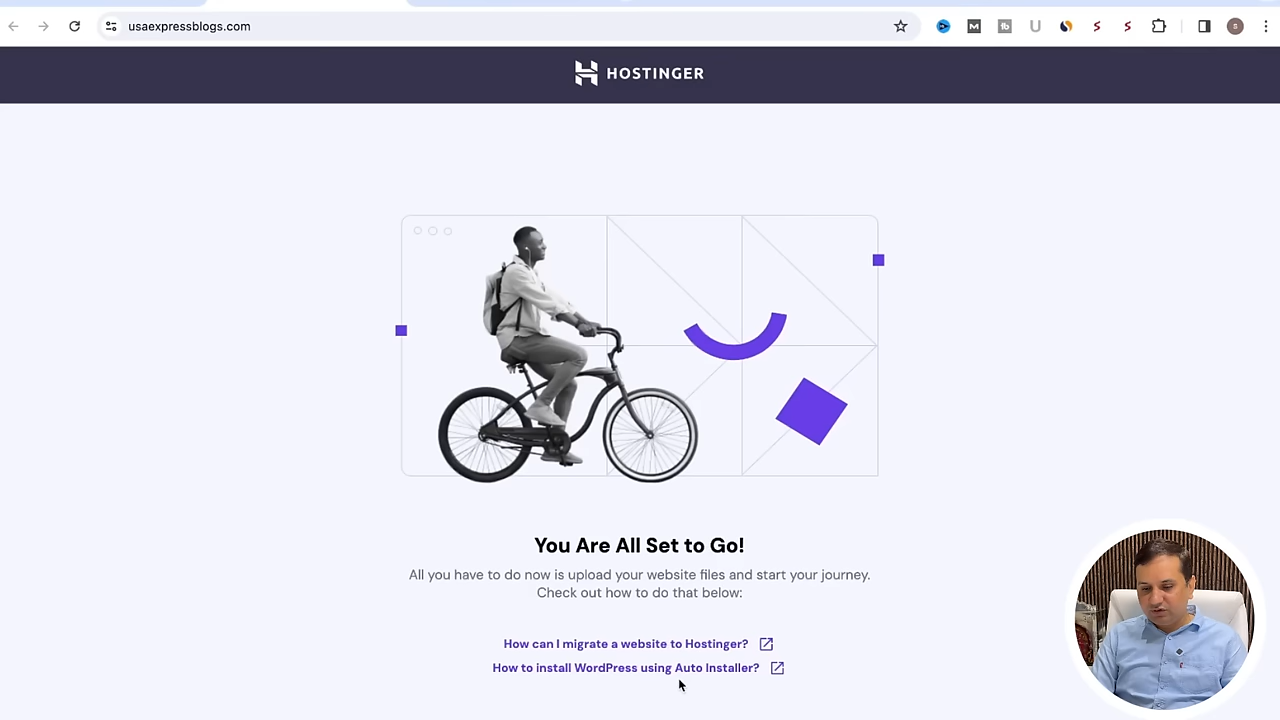 usaexpressblogs.com
HOSTINGER
You Are All Set to Go!
All you have to do now is upload your website files and start your journey.
Check out how to do that below:
How can I migrate a website to Hostinger?
How to install WordPress using Auto Installer?